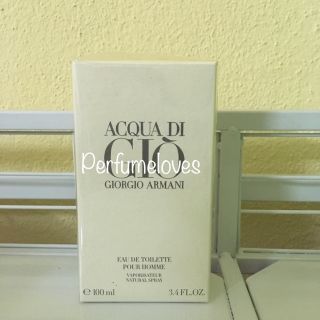 ACQUA DI
GIÒ
Perfumeloves
GIORGIO ARMANI
EAU DE TOILETTE
POUR HOMME
VAPORISATEUR
NATURAL SPRAY
℮ 100 ml 3.4 FL.OZ.